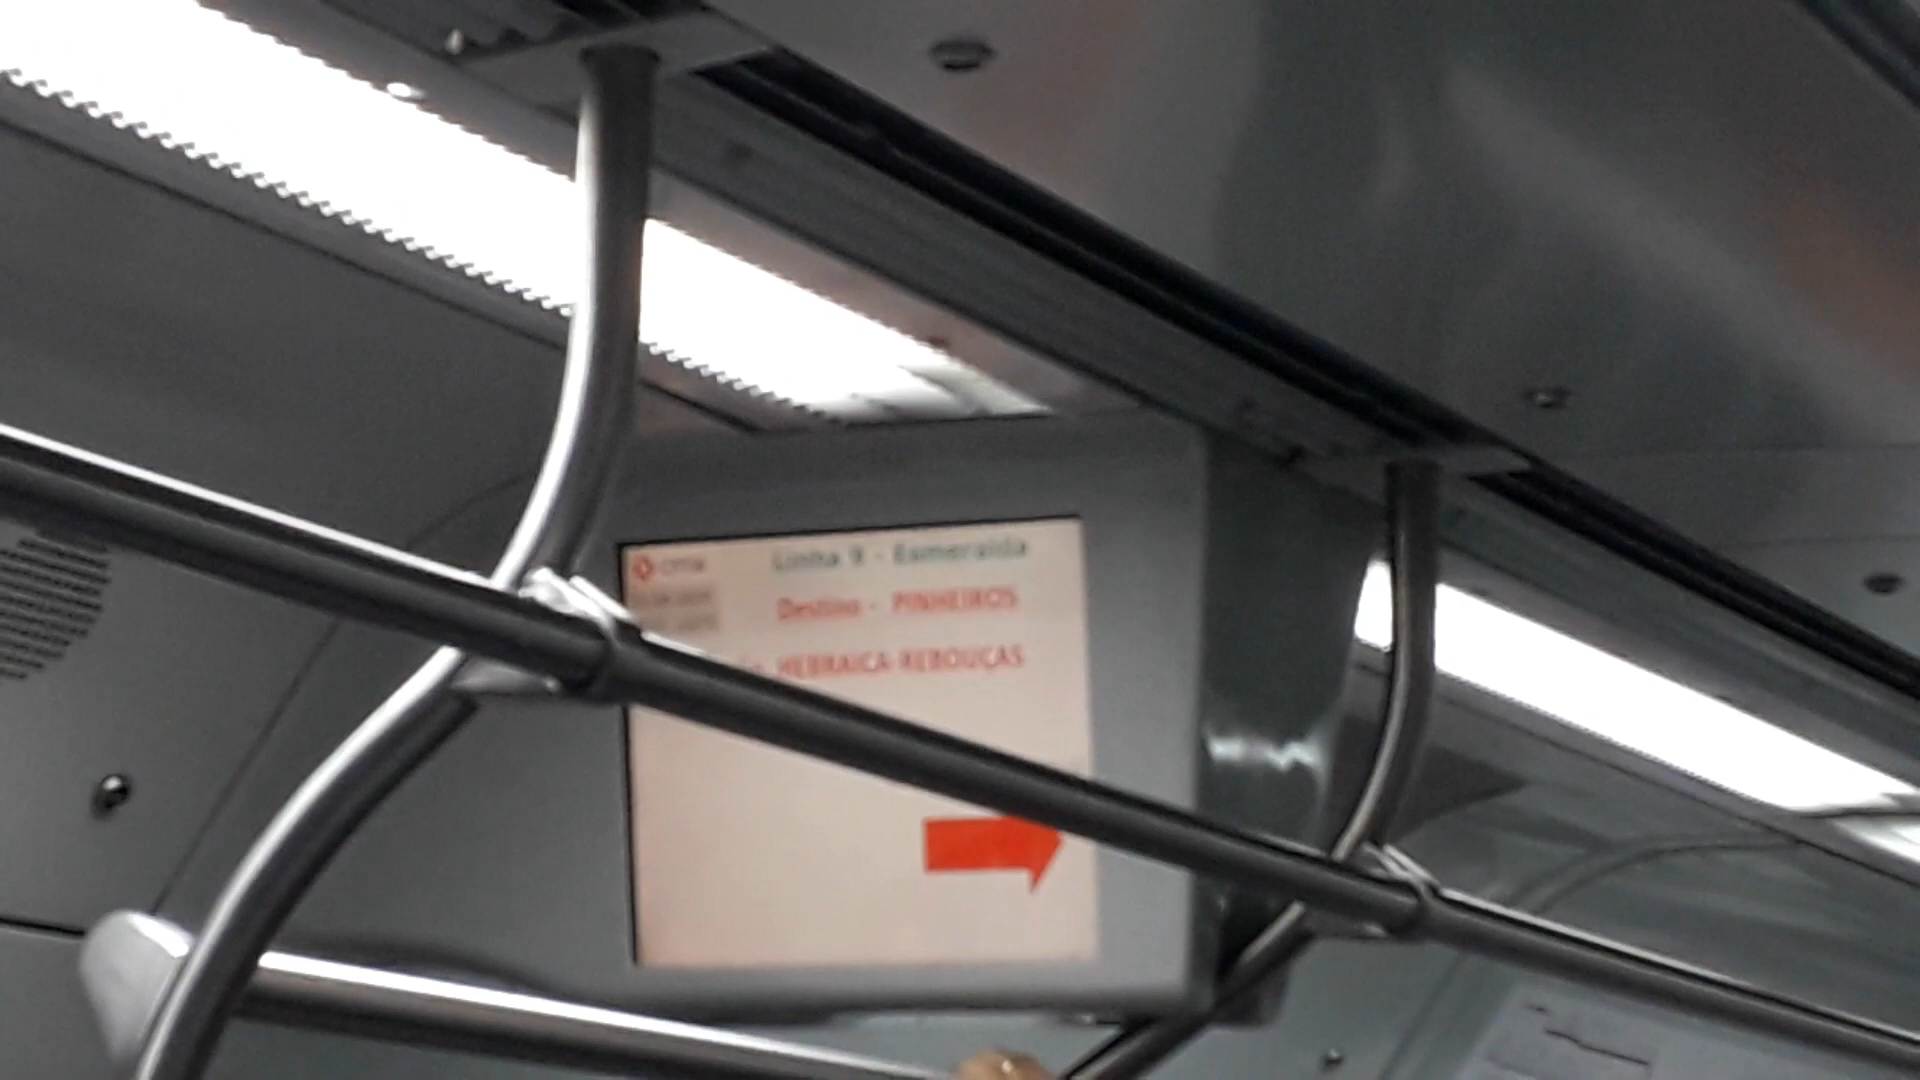 CPTM
Linha 9 - Esmeralda
Destino - PINHEIROS
HEBRAICA-REBOUÇAS